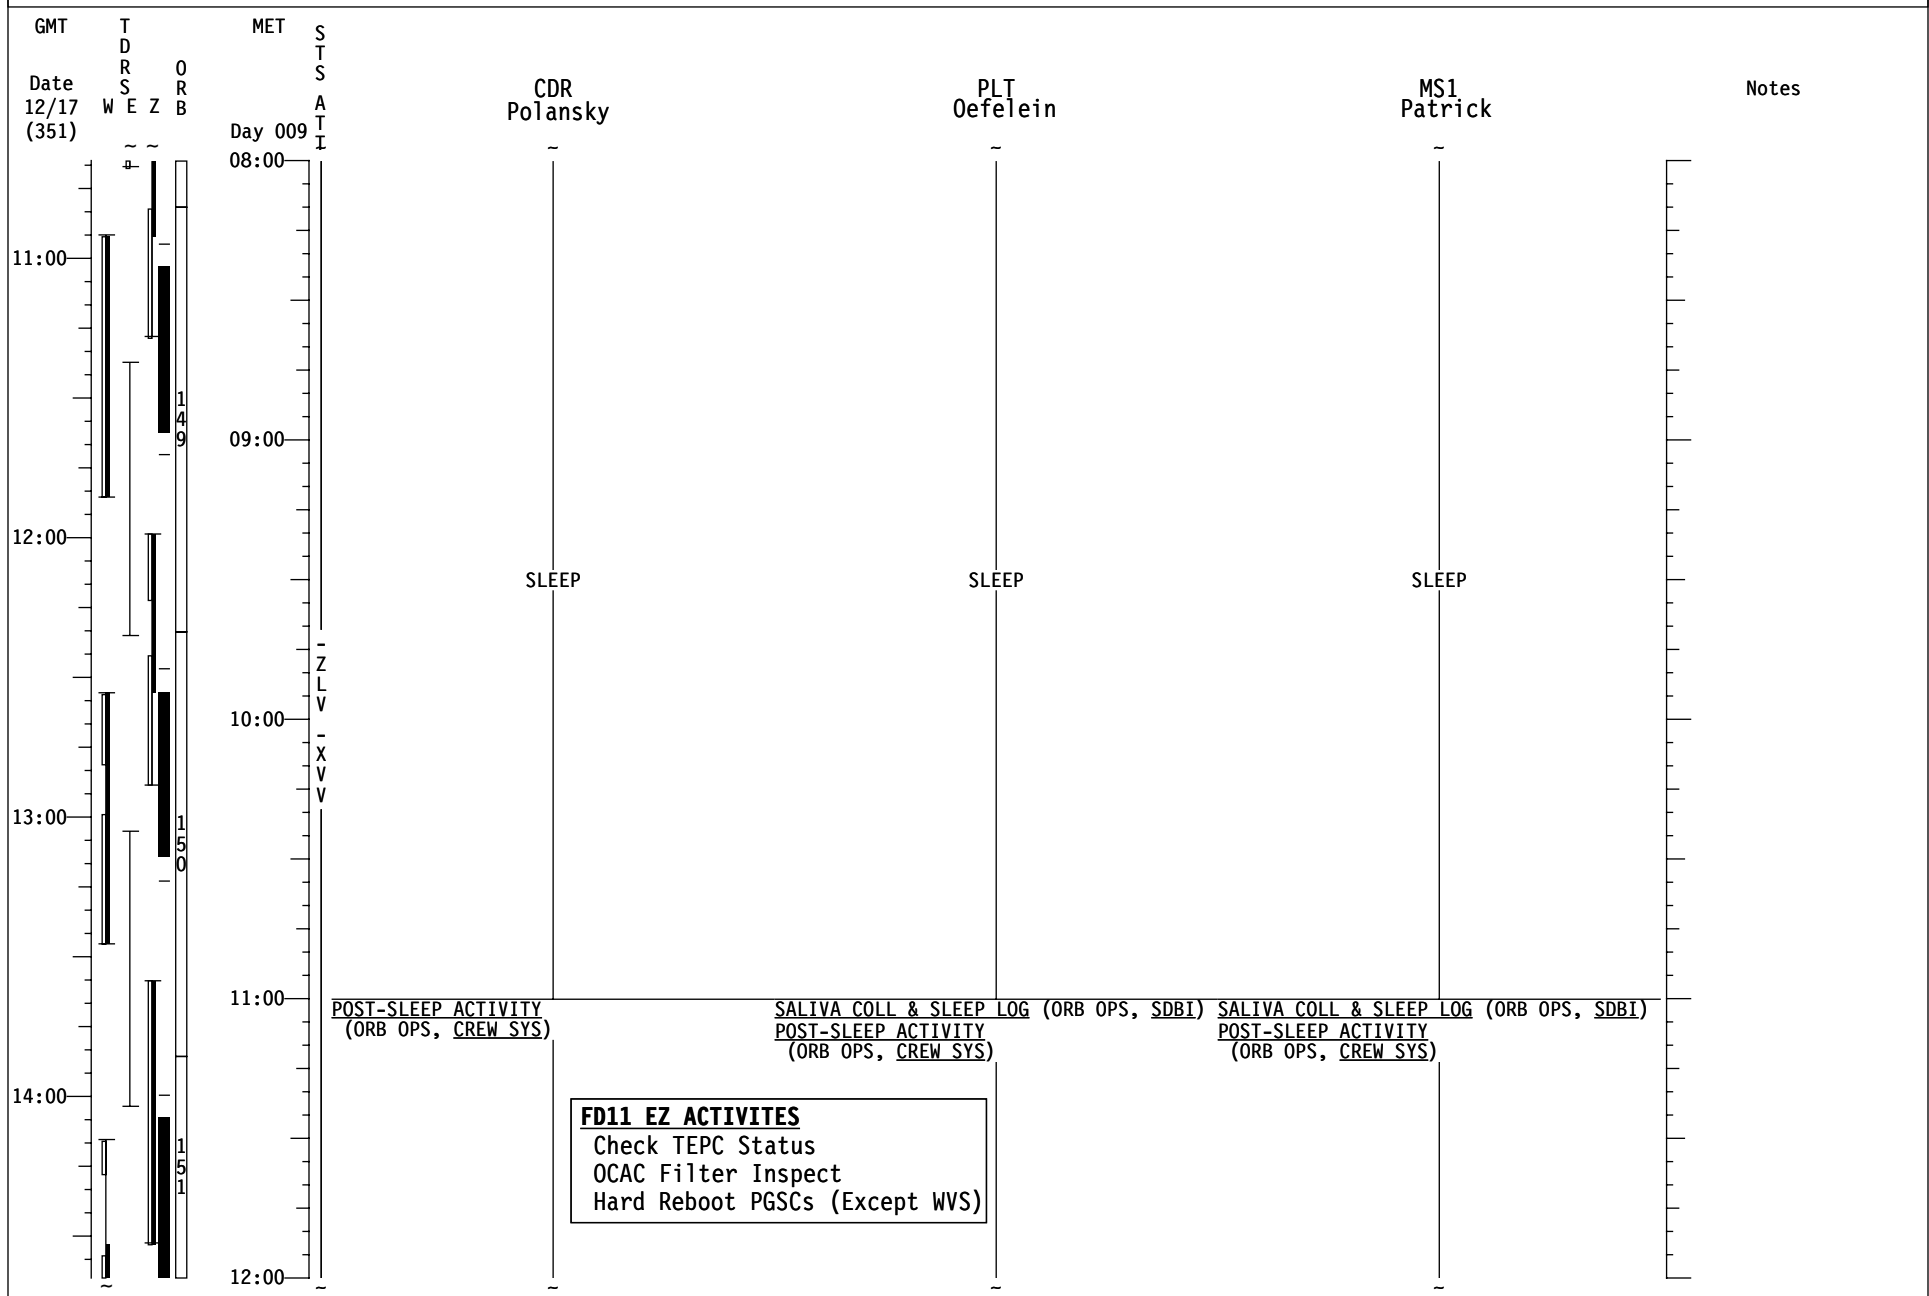 GMT
TDRS
MET
STS ATT
ORB
Date
12/17
(351)
W E Z
Day 009
CDR
Polansky
PLT
Oefelein
MS1
Patrick
Notes
~ ~
~
~
~
08:00
11:00
149
09:00
12:00
SLEEP
SLEEP
SLEEP
-ZLV -XVV
10:00
13:00
150
11:00
POST-SLEEP ACTIVITY
(ORB OPS, CREW SYS)
SALIVA COLL & SLEEP LOG (ORB OPS, SDBI)
POST-SLEEP ACTIVITY
(ORB OPS, CREW SYS)
SALIVA COLL & SLEEP LOG (ORB OPS, SDBI)
POST-SLEEP ACTIVITY
(ORB OPS, CREW SYS)
14:00
151
FD11 EZ ACTIVITES
Check TEPC Status
OCAC Filter Inspect
Hard Reboot PGSCs (Except WVS)
12:00
~
~
~
~
~